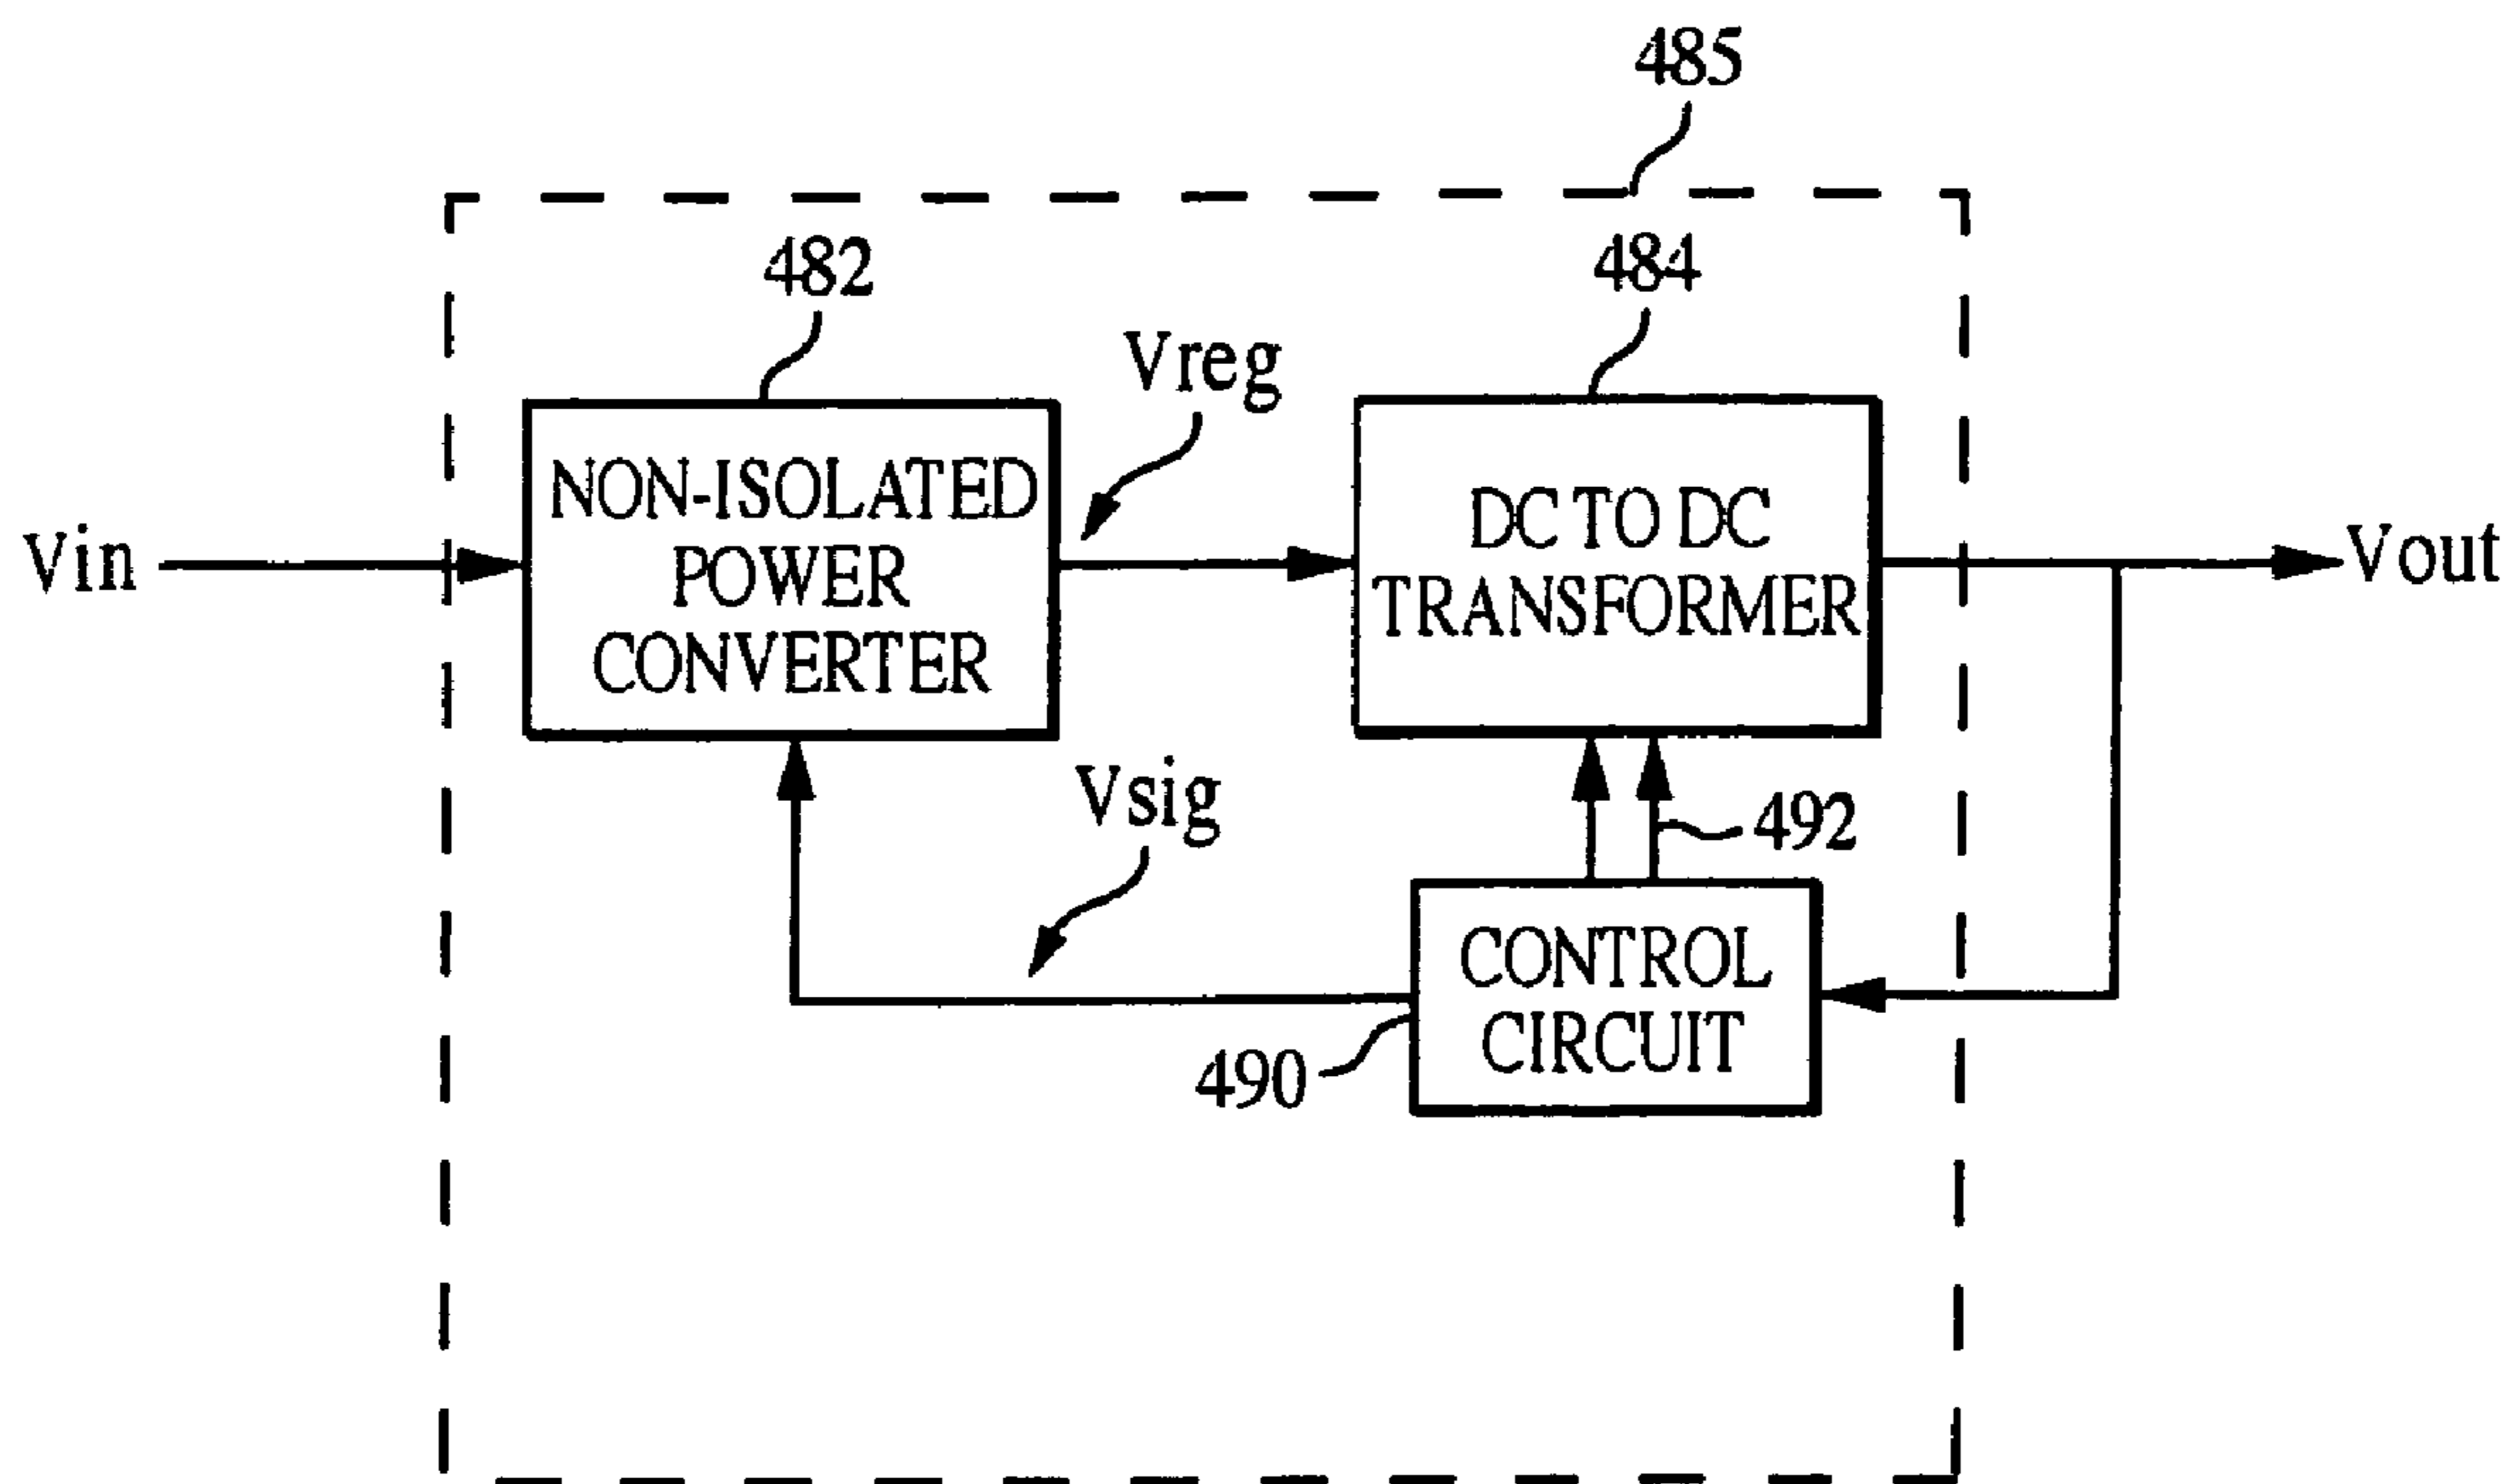 485
482
484
Vreg
NON-ISOLATED
POWER
CONVERTER
DC TO DC
TRANSFORMER
Vin
Vout
Vsig
492
CONTROL
CIRCUIT
490